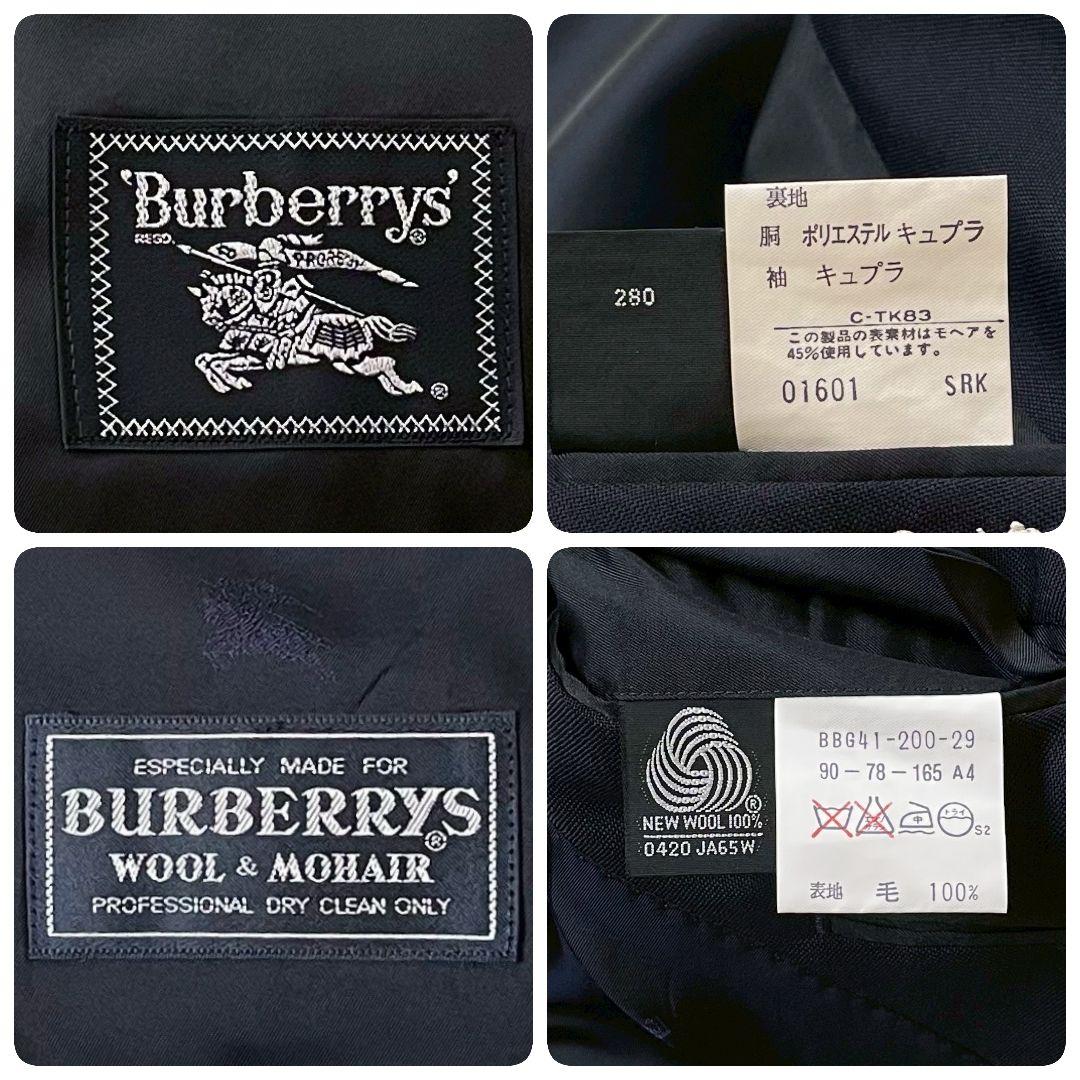 'Burberrys'®
REGD.
PRORSUM
®
280
裏地
胴 ポリエステル キュプラ
袖 キュプラ
C-TK83
この製品の表素材はモヘアを
45%使用しています。
01601 SRK
ESPECIALLY MADE FOR
BURBERRYS®
WOOL & MOHAIR
PROFESSIONAL DRY CLEAN ONLY
®
NEW WOOL 100%
0420 JA65W
BBG41-200-29
90-78-165 A4
中 ドライ S2
表地 毛 100%